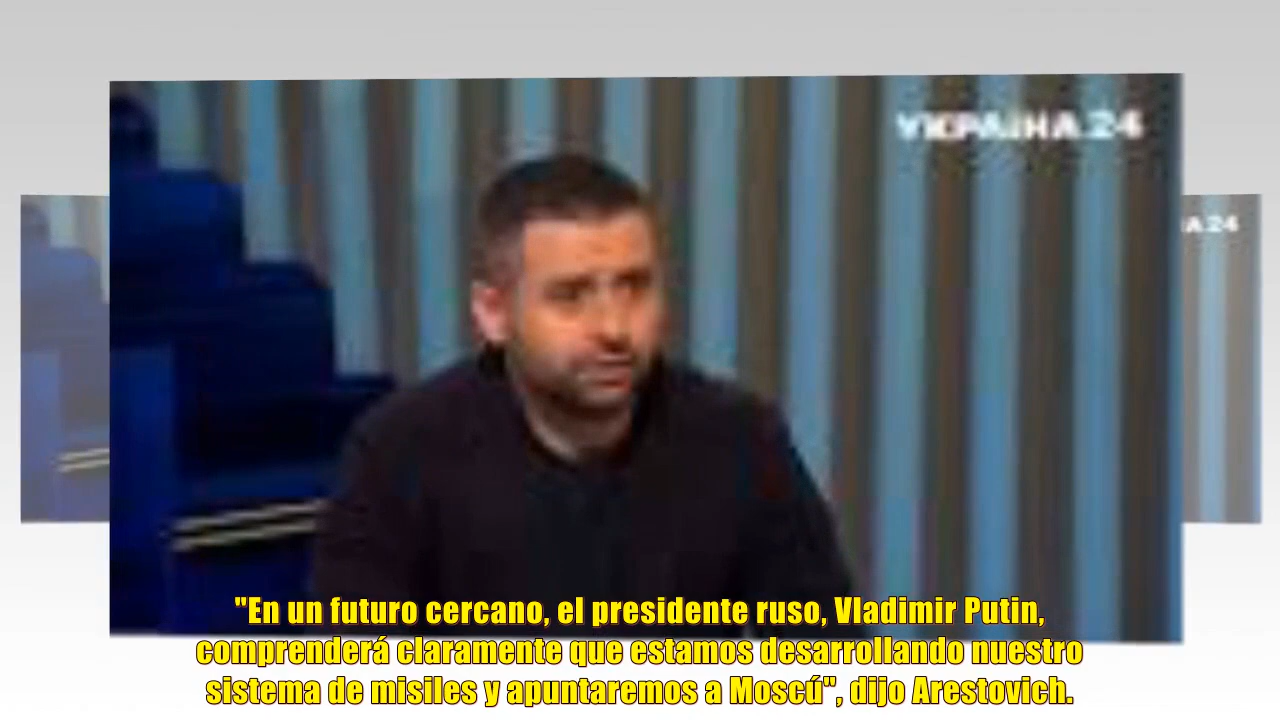 УКРАЇНА 24
А 24
"En un futuro cercano, el presidente ruso, Vladimir Putin,
comprenderá claramente que estamos desarrollando nuestro
sistema de misiles y apuntaremos a Moscú", dijo Arestovich.